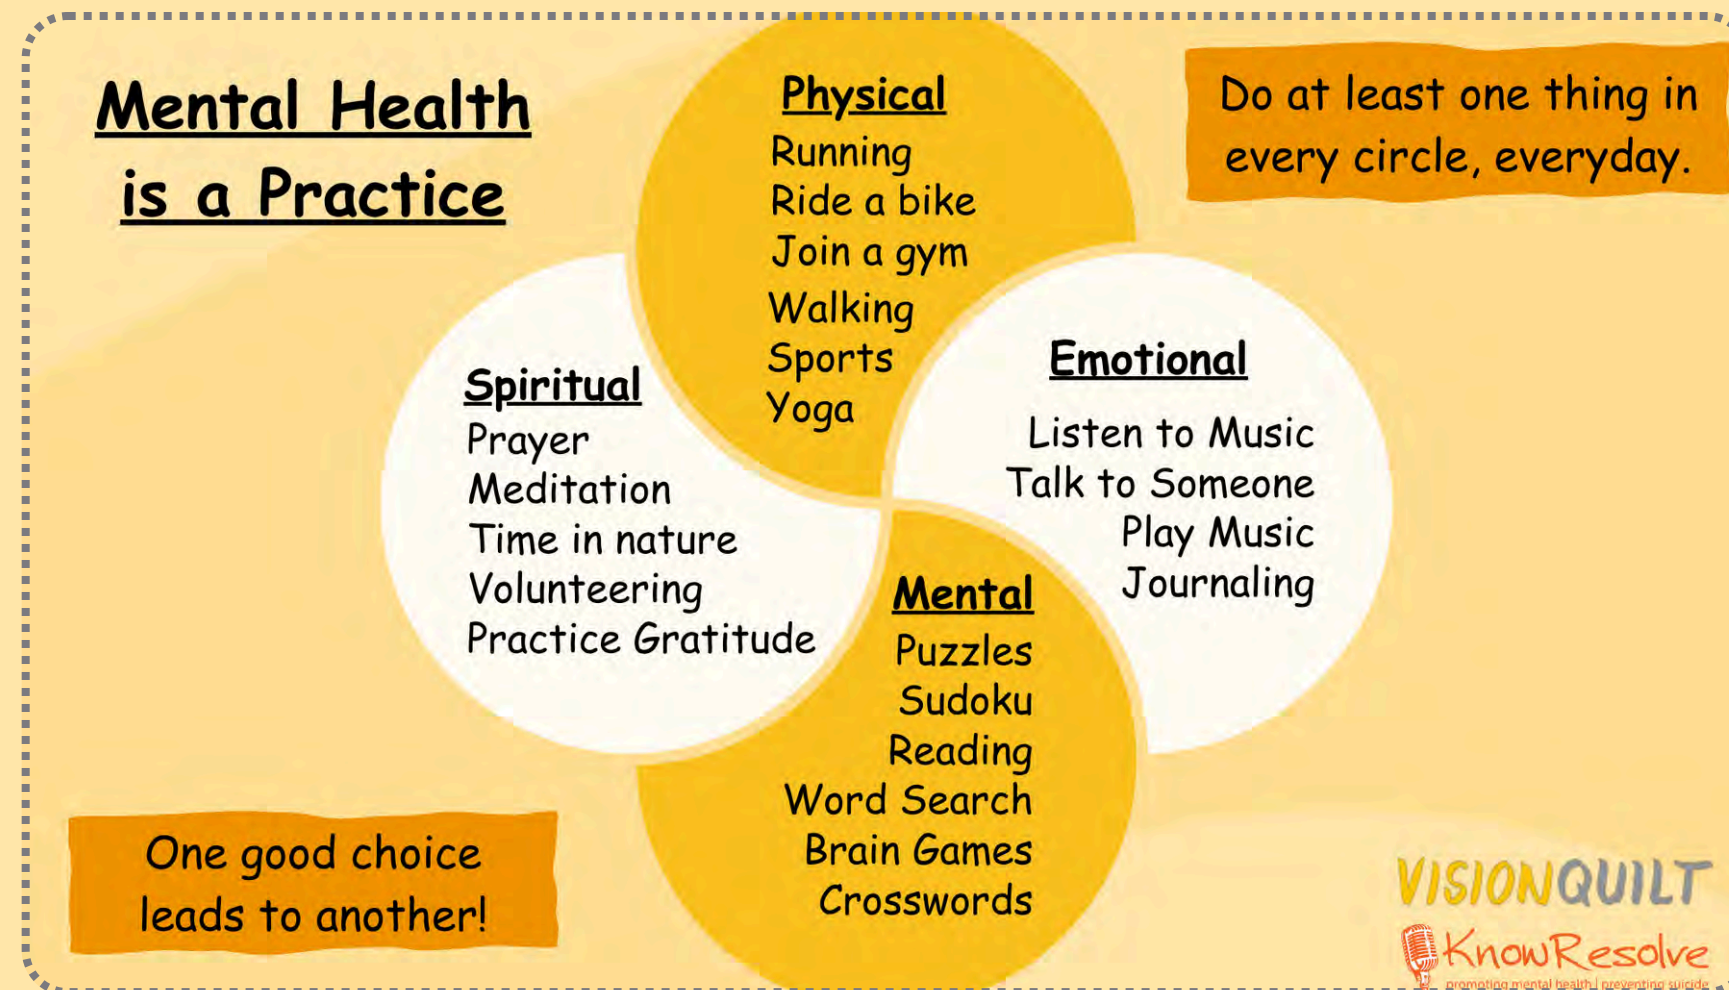 Mental Health
is a Practice
Physical
Running
Ride a bike
Join a gym
Walking
Sports
Yoga
Do at least one thing in
every circle, everyday.
Spiritual
Prayer
Meditation
Time in nature
Volunteering
Practice Gratitude
Emotional
Listen to Music
Talk to Someone
Play Music
Journaling
Mental
Puzzles
Sudoku
Reading
Word Search
Brain Games
Crosswords
One good choice
leads to another!
VISIONQUILT
KnowResolve
promoting mental health | preventing suicide